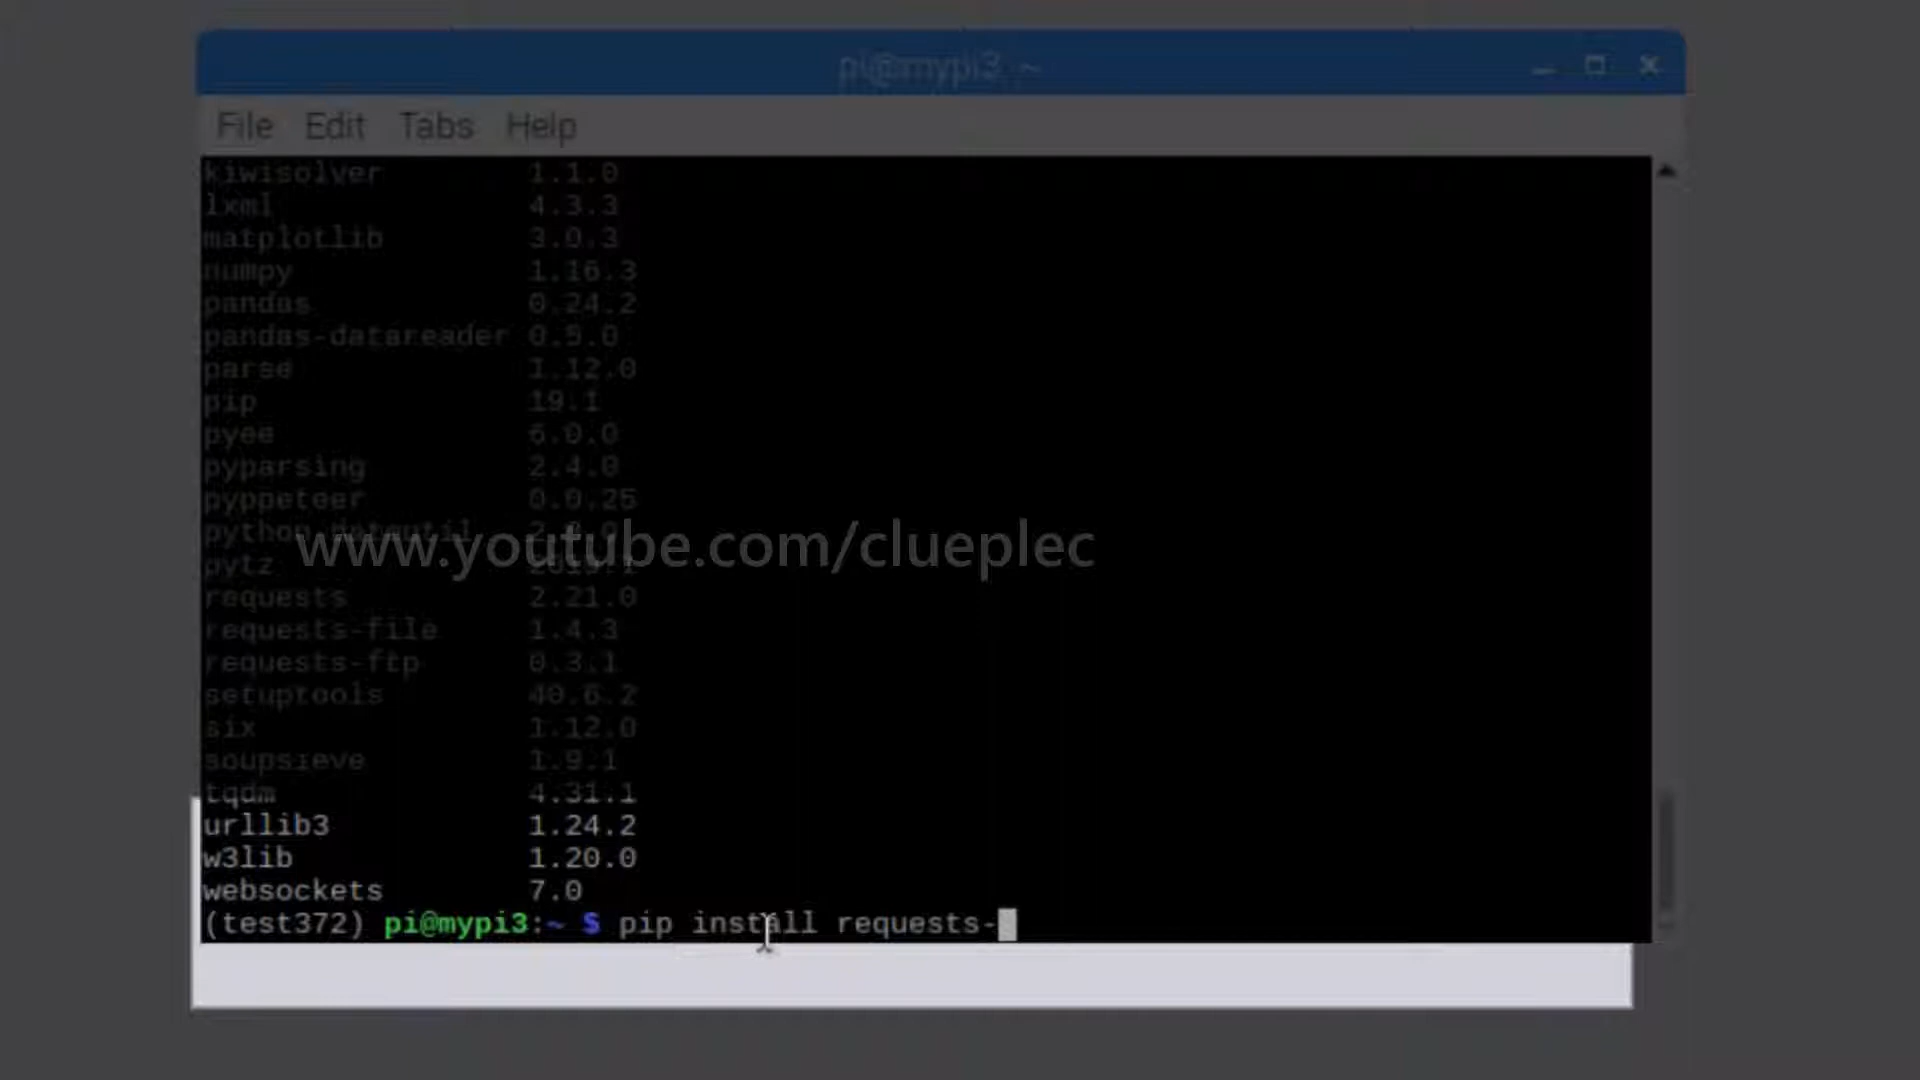 pi@mypi3: ~
File Edit Tabs Help
kiwisolver 1.1.0
lxml 4.3.3
matplotlib 3.0.3
numpy 1.16.3
pandas 0.24.2
pandas-datareader 0.5.0
parse 1.12.0
pip 19.1
pyee 6.0.0
pyparsing 2.4.0
pyppeteer 0.0.25
python-dateutil
www.youtube.com/clueplec
pytz
requests 2.21.0
requests-file 1.4.3
requests-ftp 0.3.1
setuptools 40.6.2
six 1.12.0
soupsieve 1.9.1
tqdm 4.31.1
urllib3 1.24.2
w3lib 1.20.0
websockets 7.0
(test372) pi@mypi3:~ $ pip install requests-